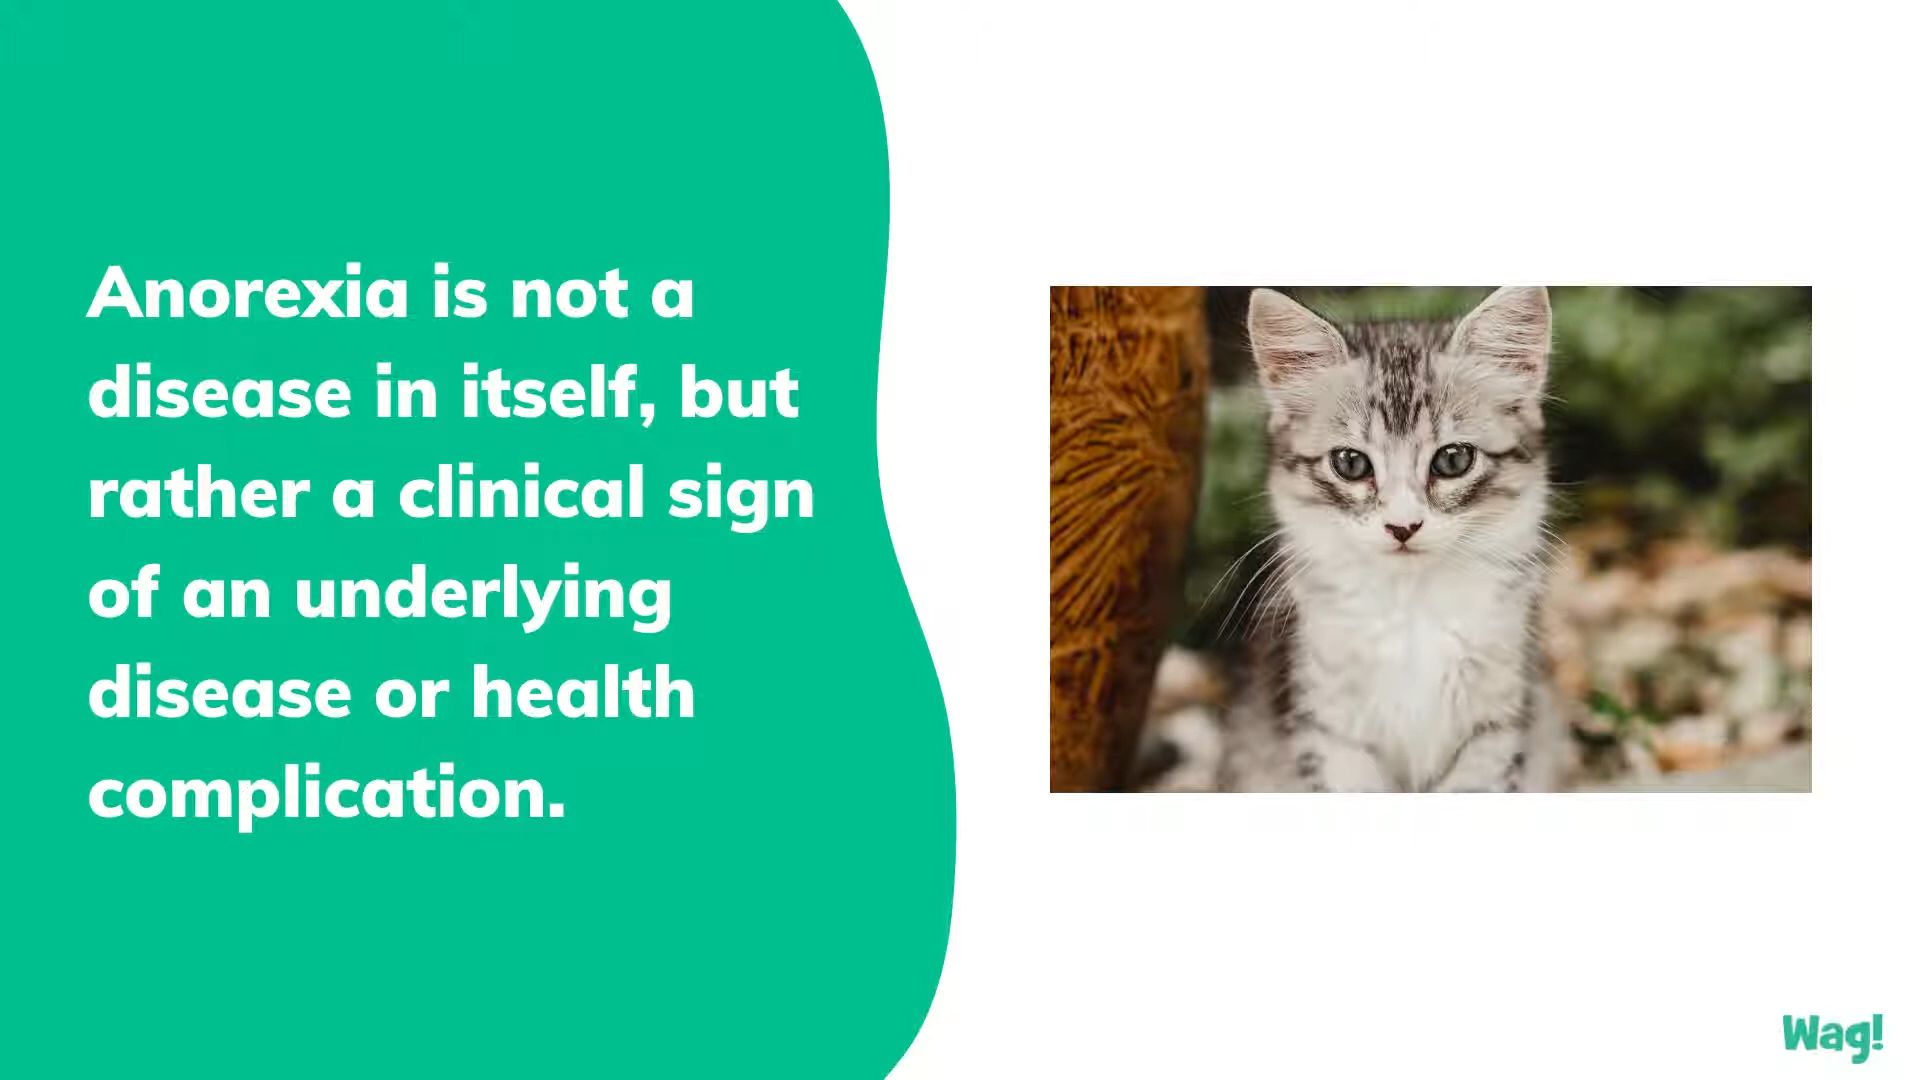 Anorexia is not a
disease in itself, but
rather a clinical sign
of an underlying
disease or health
complication.
Wag!